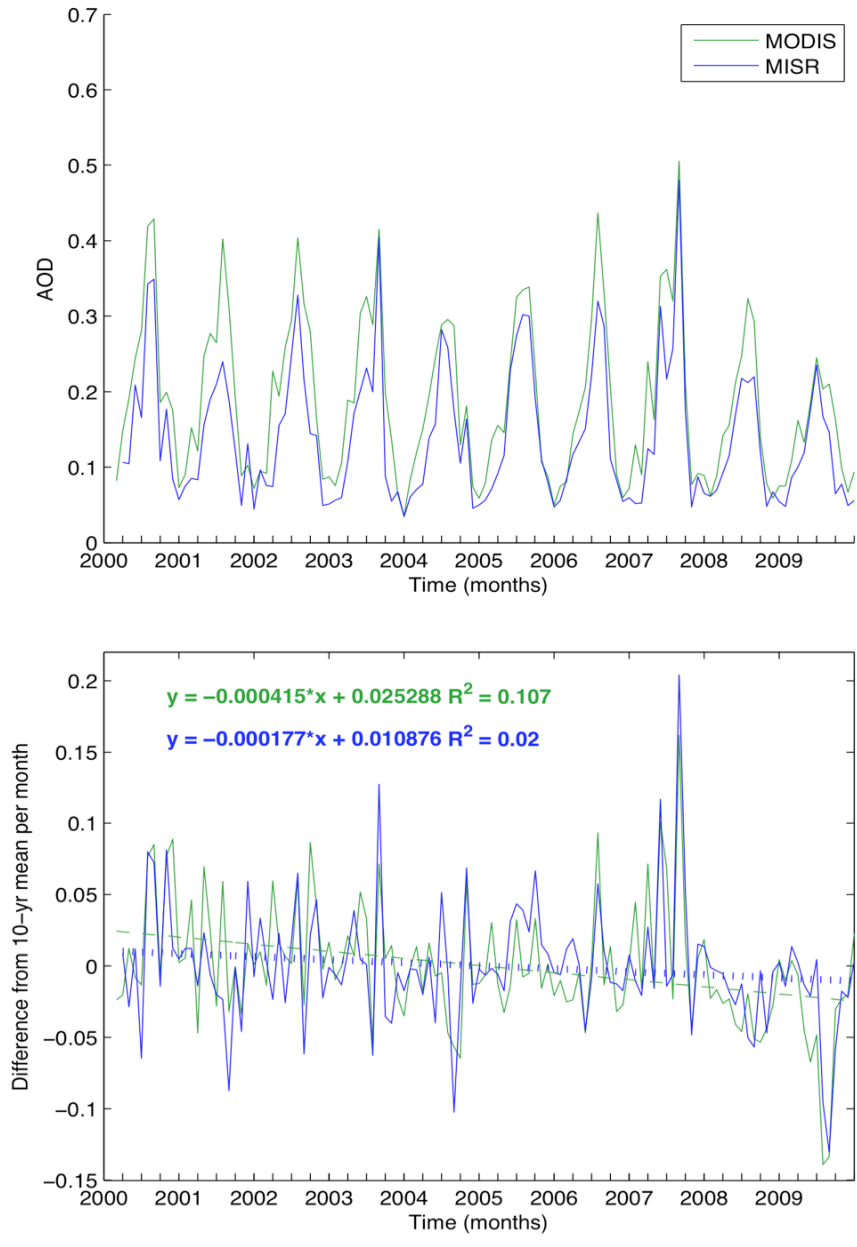 0.7
0.6
0.5
0.4
0.3
0.2
0.1
0
AOD
MODIS
MISR
2000 2001 2002 2003 2004 2005 2006 2007 2008 2009
Time (months)
0.2
0.15
0.1
0.05
0
−0.05
−0.1
−0.15
Difference from 10−yr mean per month
y = −0.000415*x + 0.025288 R² = 0.107
y = −0.000177*x + 0.010876 R² = 0.02
2000 2001 2002 2003 2004 2005 2006 2007 2008 2009
Time (months)